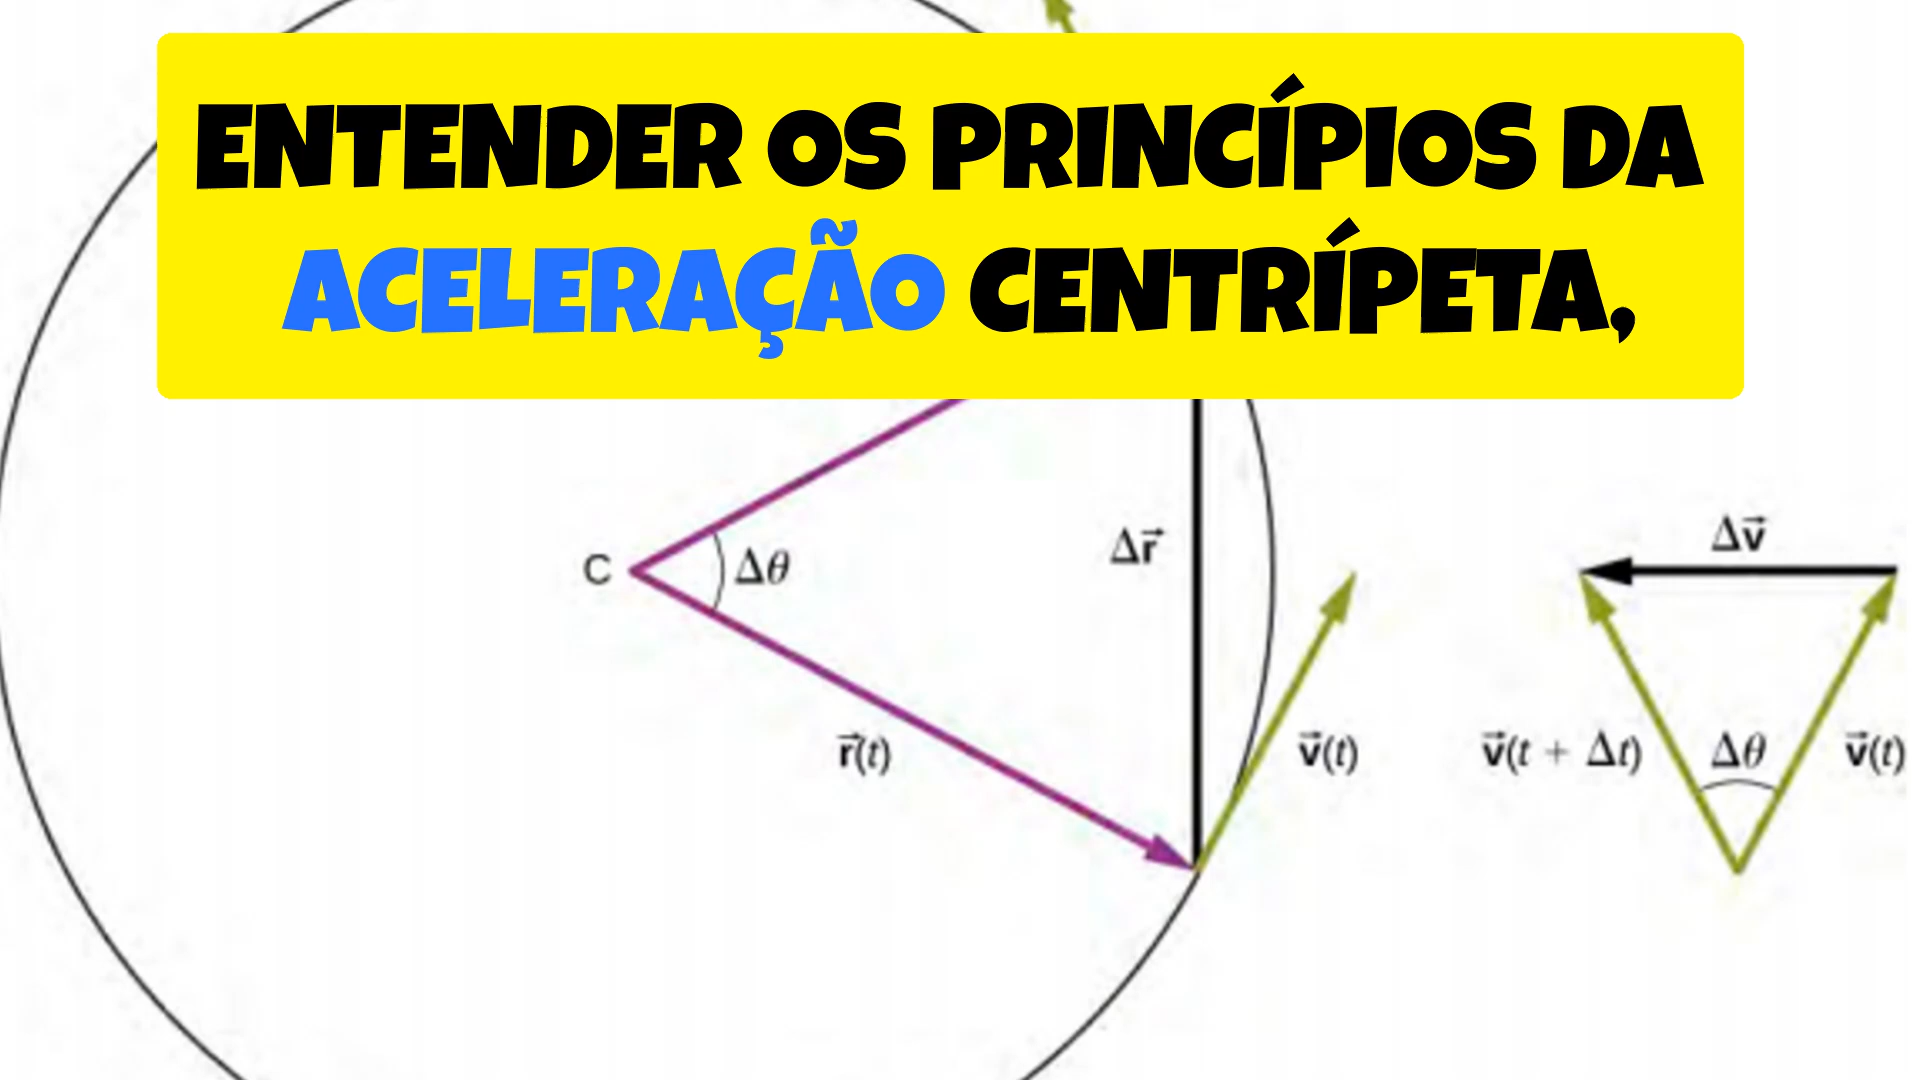 ENTENDER OS PRINCÍPIOS DA
ACELERAÇÃO CENTRÍPETA,
C
Δθ
Δr⃗
r⃗(t)
v⃗(t)
Δv⃗
v⃗(t + Δt)
Δθ
v⃗(t)